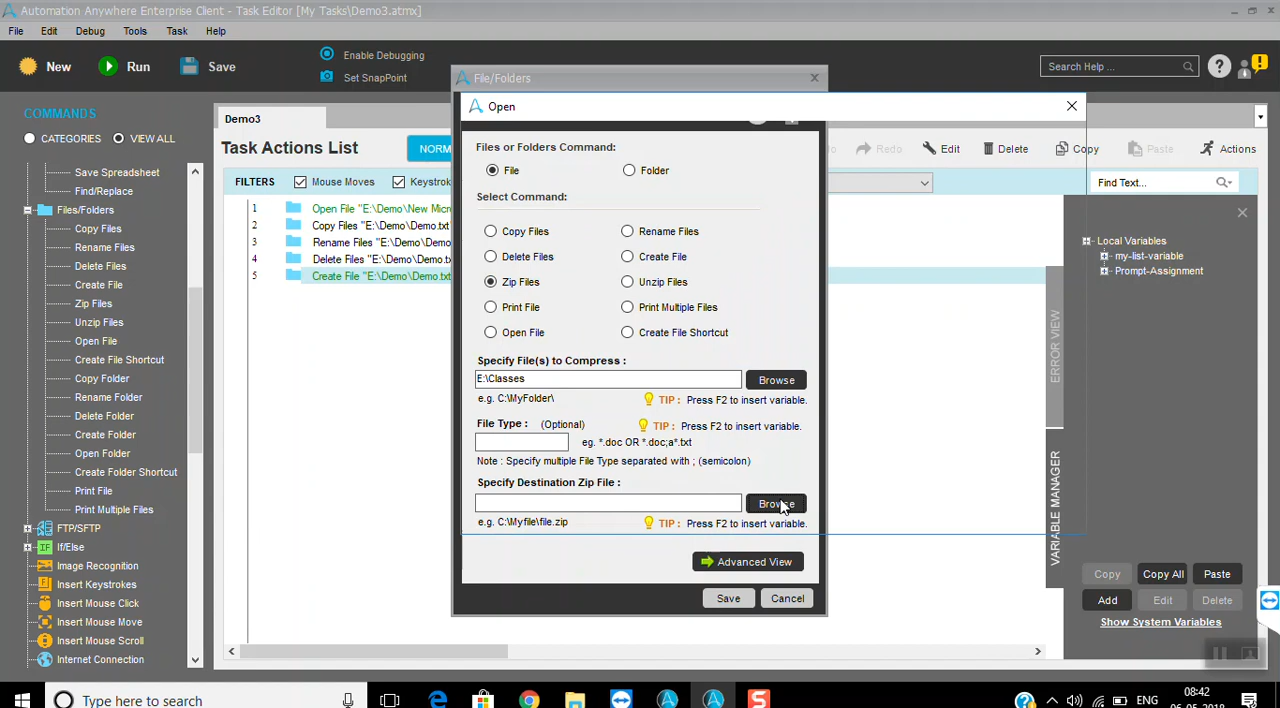 Automation Anywhere Enterprise Client - Task Editor [My Tasks\Demo3.atmx]
File Edit Debug Tools Task Help
New Run Save
Enable Debugging
Set SnapPoint
Search Help ...
COMMANDS
CATEGORIES VIEW ALL
Save Spreadsheet
Find/Replace
Files/Folders
Copy Files
Rename Files
Delete Files
Create File
Zip Files
Unzip Files
Open File
Create File Shortcut
Copy Folder
Rename Folder
Delete Folder
Create Folder
Open Folder
Create Folder Shortcut
Print File
Print Multiple Files
FTP/SFTP
If/Else
Image Recognition
Insert Keystrokes
Insert Mouse Click
Insert Mouse Move
Insert Mouse Scroll
Internet Connection
Demo3
Task Actions List NORM
Redo Edit Delete Copy Paste Actions
FILTERS Mouse Moves Keystrok
Find Text...
1 Open File "E:\Demo\New Micr
2 Copy Files "E:\Demo\Demo.txt
3 Rename Files "E:\Demo\Demo
4 Delete Files "E:\Demo\Demo.tx
5 Create File "E:\Demo\Demo.txt
File/Folders
Open
Files or Folders Command:
File Folder
Select Command:
Copy Files Rename Files
Delete Files Create File
Zip Files Unzip Files
Print File Print Multiple Files
Open File Create File Shortcut
Specify File(s) to Compress :
E:\Classes Browse
e.g. C:\MyFolder\ TIP : Press F2 to insert variable.
File Type : (Optional) TIP : Press F2 to insert variable.
eg. *.doc OR *.doc;a*.txt
Note : Specify multiple File Type separated with ; (semicolon)
Specify Destination Zip File :
Browse
e.g. C:\Myfile\file.zip TIP : Press F2 to insert variable.
Advanced View
Save Cancel
ERROR VIEW
VARIABLE MANAGER
Local Variables
my-list-variable
Prompt-Assignment
Copy Copy All Paste
Add Edit Delete
Show System Variables
Type here to search
ENG
08:42
06-05-2018